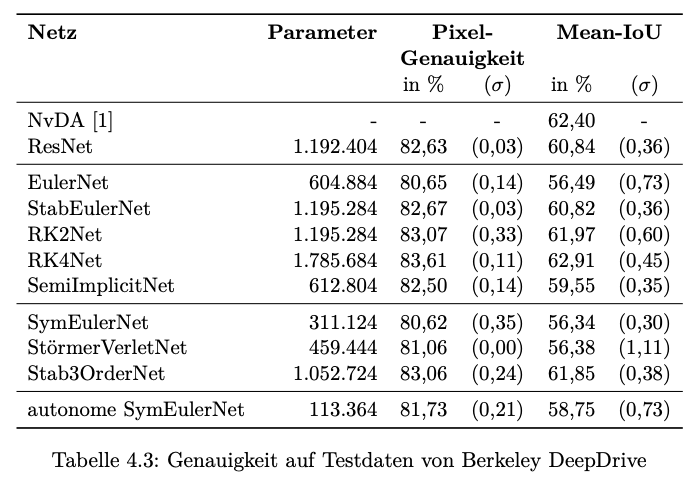 Netz Parameter Pixel- Mean-IoU
Genauigkeit
in % (σ) in % (σ)
NvDA [1] - - - 62,40 -
ResNet 1.192.404 82,63 (0,03) 60,84 (0,36)
EulerNet 604.884 80,65 (0,14) 56,49 (0,73)
StabEulerNet 1.195.284 82,67 (0,03) 60,82 (0,36)
RK2Net 1.195.284 83,07 (0,33) 61,97 (0,60)
RK4Net 1.785.684 83,61 (0,11) 62,91 (0,45)
SemiImplicitNet 612.804 82,50 (0,14) 59,55 (0,35)
SymEulerNet 311.124 80,62 (0,35) 56,34 (0,30)
StörmerVerletNet 459.444 81,06 (0,00) 56,38 (1,11)
Stab3OrderNet 1.052.724 83,06 (0,24) 61,85 (0,38)
autonome SymEulerNet 113.364 81,73 (0,21) 58,75 (0,73)
Tabelle 4.3: Genauigkeit auf Testdaten von Berkeley DeepDrive